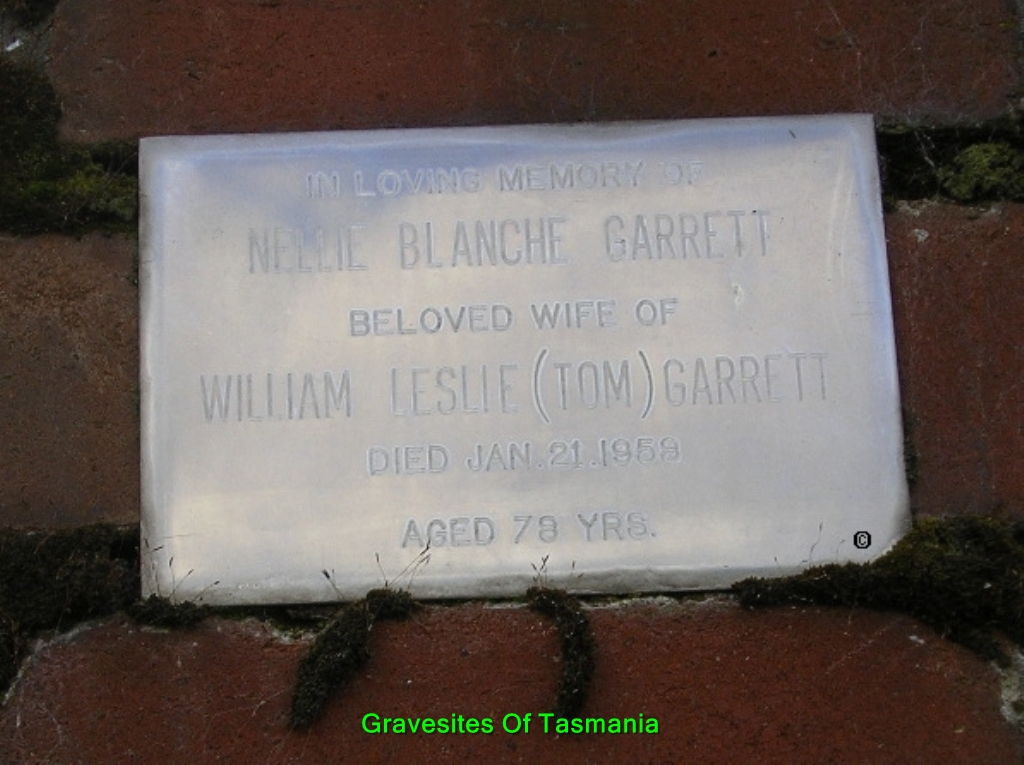 IN LOVING MEMORY OF
NELLIE BLANCHE GARRETT
BELOVED WIFE OF
WILLIAM LESLIE (TOM) GARRETT
DIED JAN. 21. 1959
AGED 78 YRS.
©
Gravesites Of Tasmania